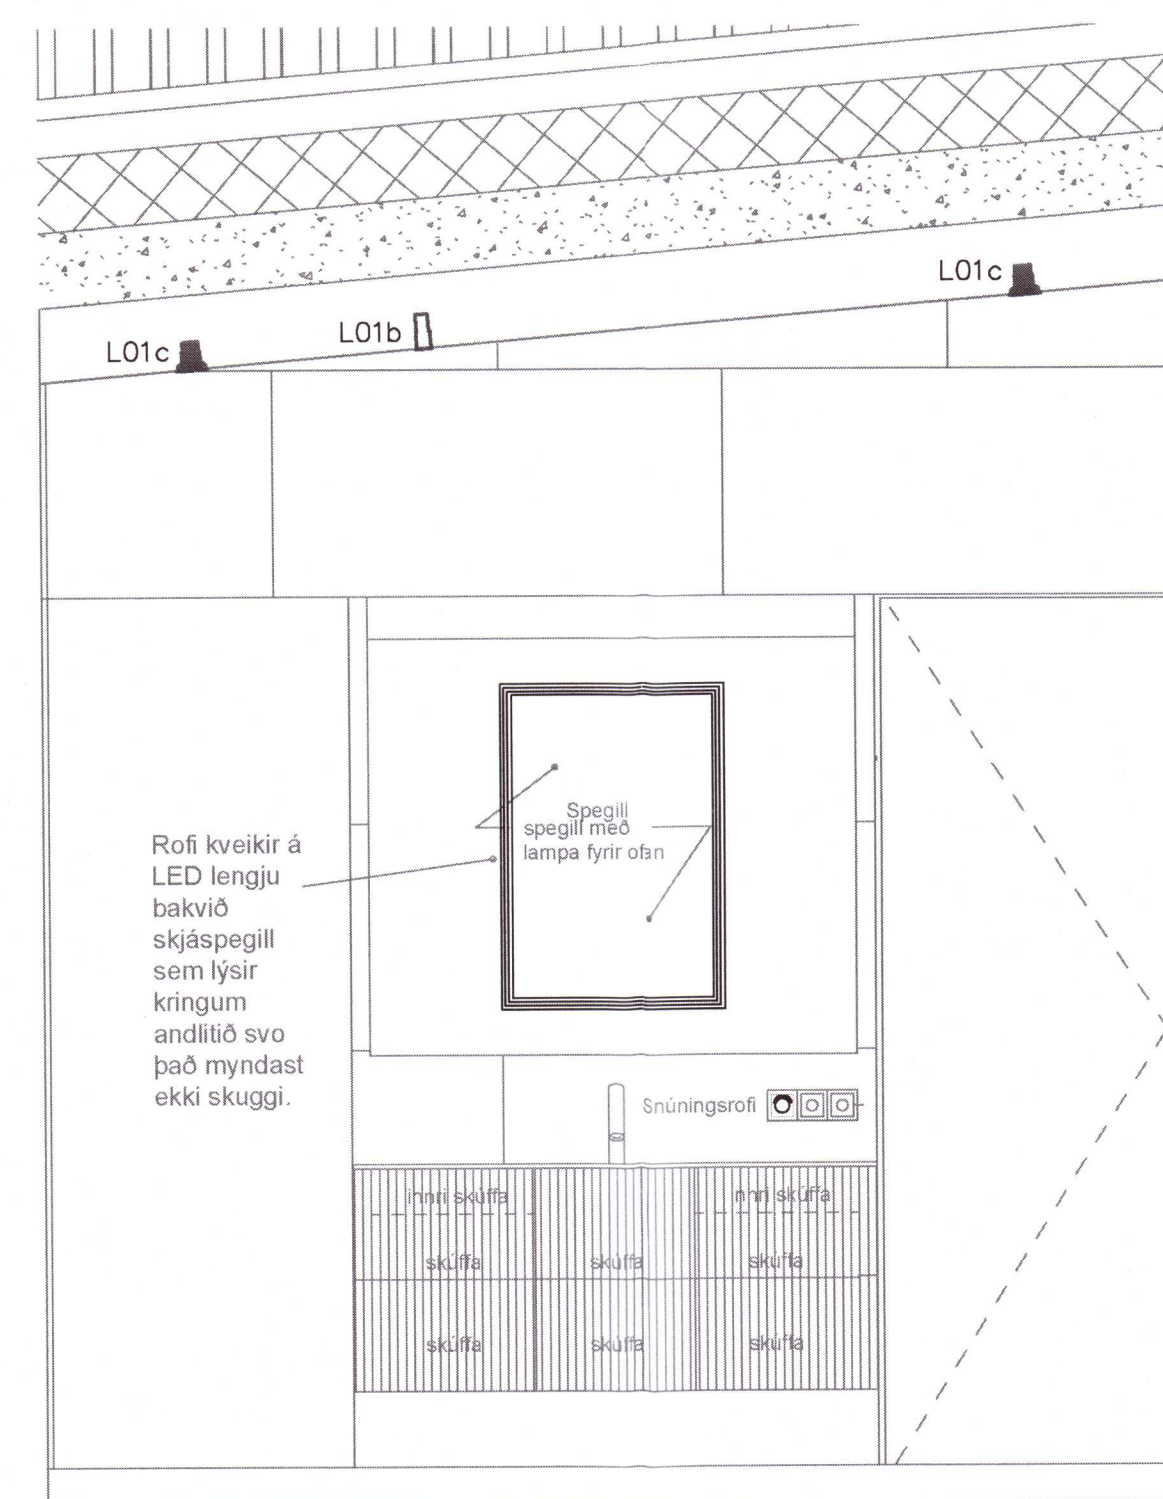 L01c
L01b
L01c
Spegill
spegill með
lampa fyrir ofan
Rofi kveikir á
LED lengju
bakvið
skjáspegill
sem lýsir
kringum
andlitið svo
það myndast
ekki skuggi.
Snúningsrofi
innri skúffa
innri skúffa
skúffa
skúffa
skúffa
skúffa
skúffa
skúffa